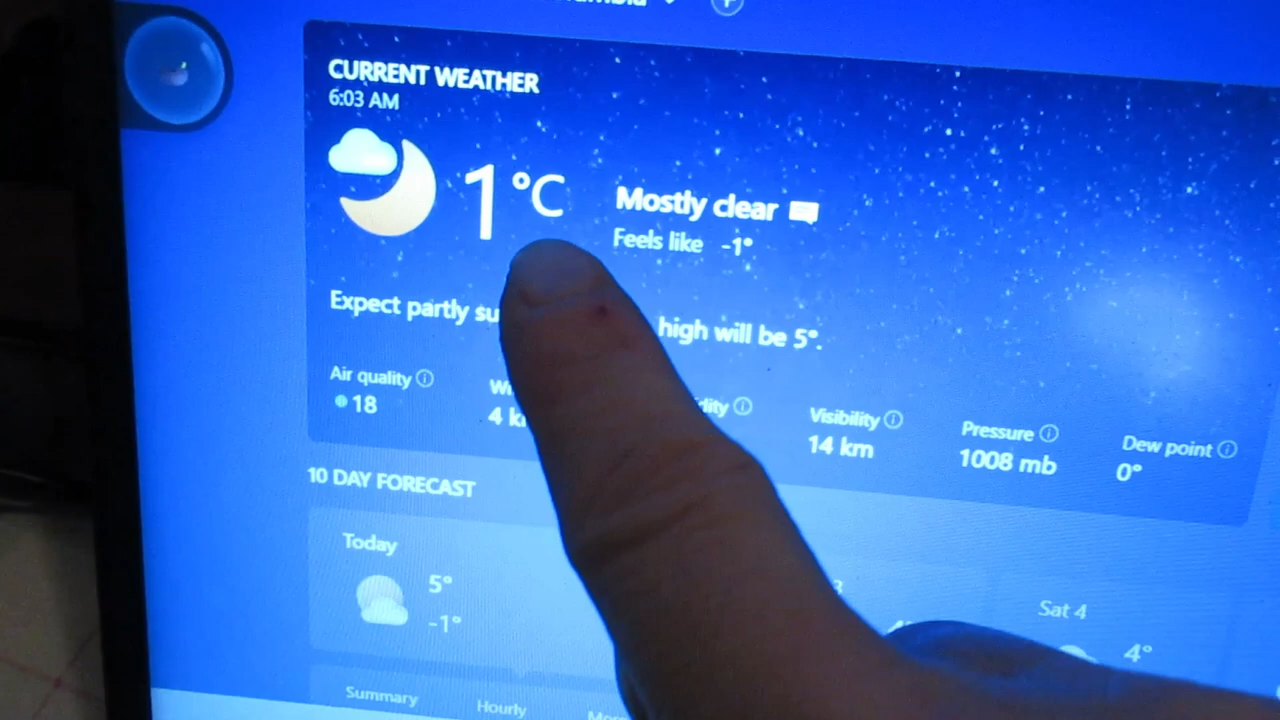 CURRENT WEATHER
6:03 AM
1°C
Mostly clear
Feels like -1°
Expect partly high will be 5°.
Air quality
18
4
Visibility
14 km
Pressure
1008 mb
Dew point
0°
10 DAY FORECAST
Today
5°
-1°
Sat 4
4°
Summary Hourly